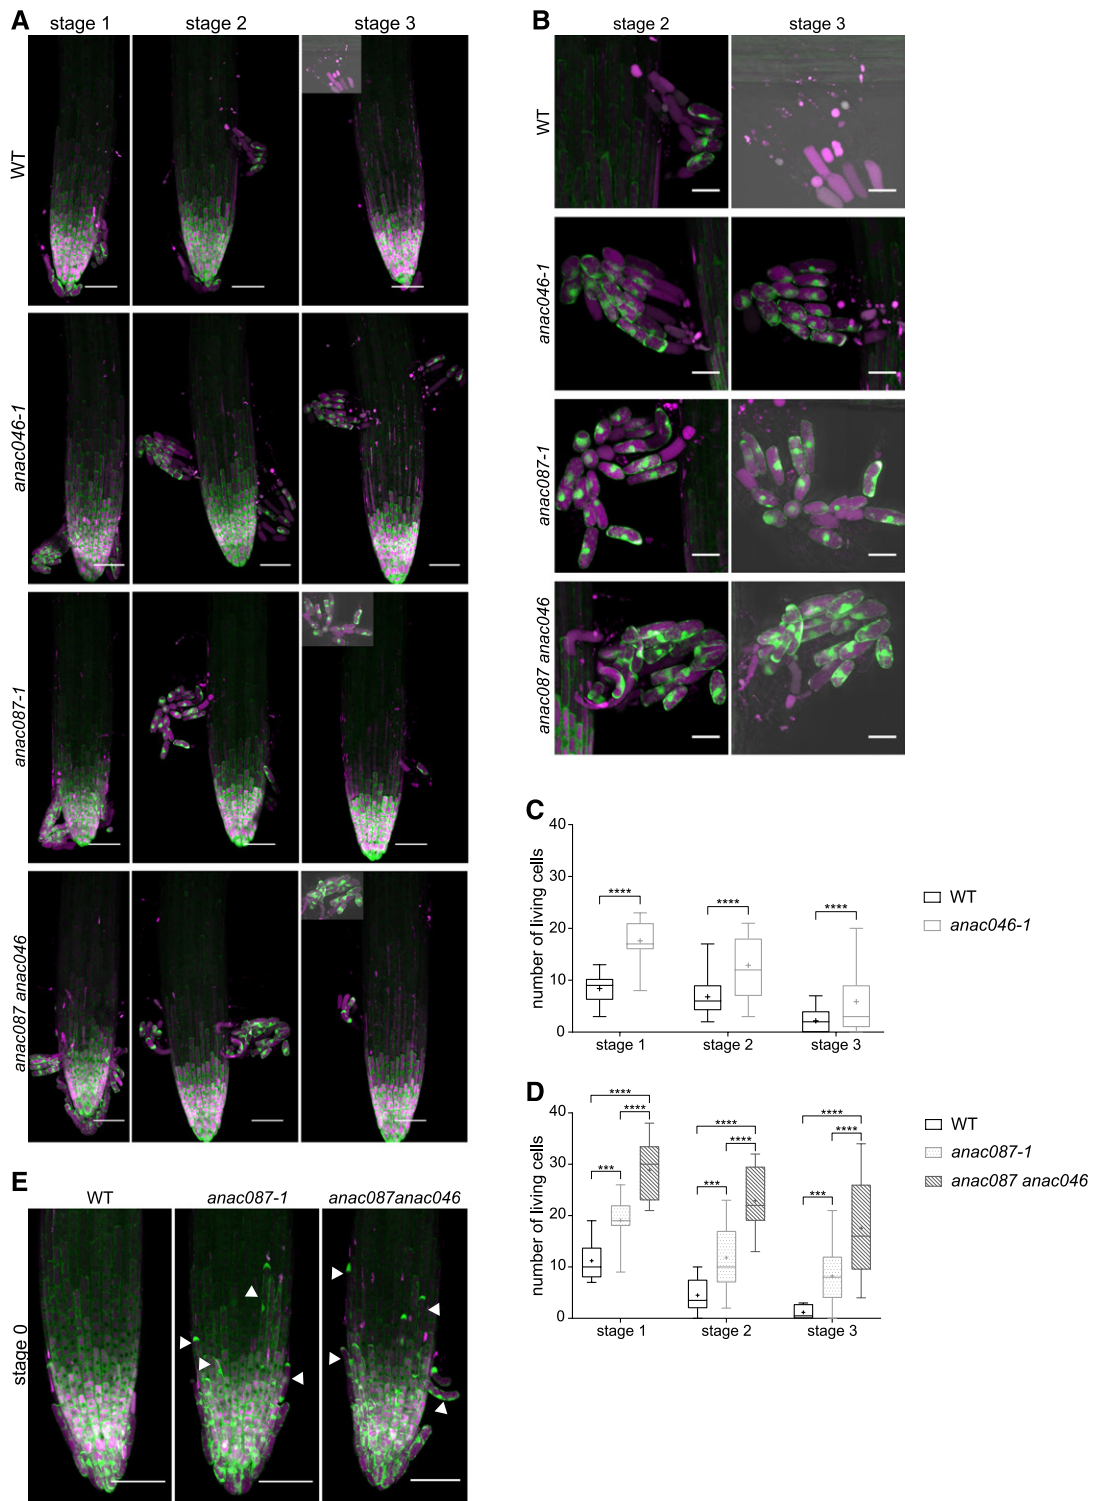 A
stage 1 stage 2 stage 3
WT
anac046-1
anac087-1
anac087 anac046
B
stage 2 stage 3
WT
anac046-1
anac087-1
anac087 anac046
C
number of living cells
40
30
20
10
0
**** **** ****
stage 1 stage 2 stage 3
WT
anac046-1
D
number of living cells
40
30
20
10
0
**** **** ***
**** **** ***
**** **** ***
stage 1 stage 2 stage 3
WT
anac087-1
anac087 anac046
E
WT anac087-1 anac087anac046
stage 0